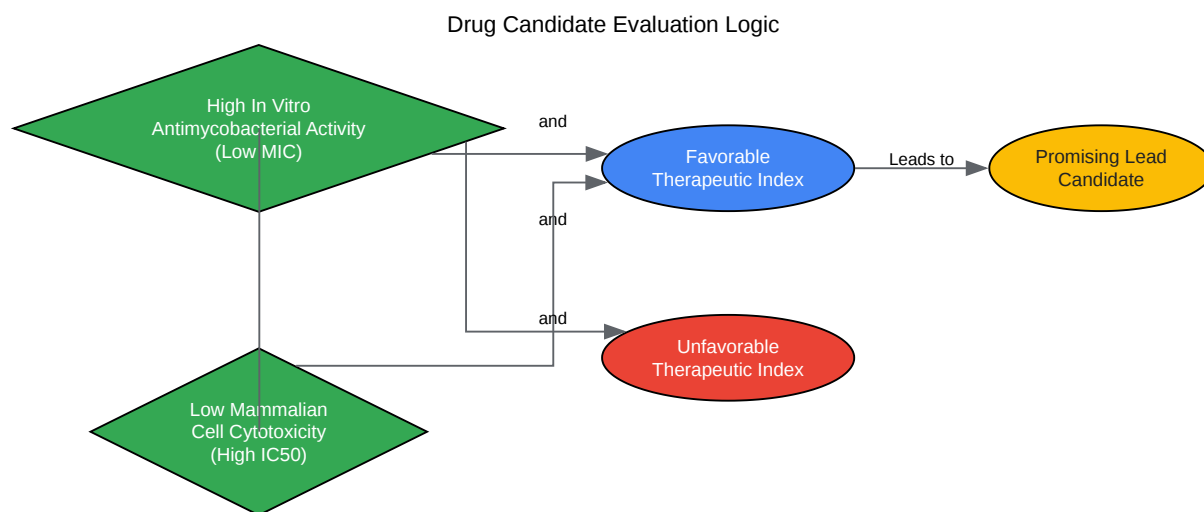 Drug Candidate Evaluation Logic
High In Vitro
Antimycobacterial Activity
(Low MIC)
and
Favorable
Therapeutic Index
Leads to
Promising Lead
Candidate
and
and
Unfavorable
Therapeutic Index
Low Mammalian
Cell Cytotoxicity
(High IC50)